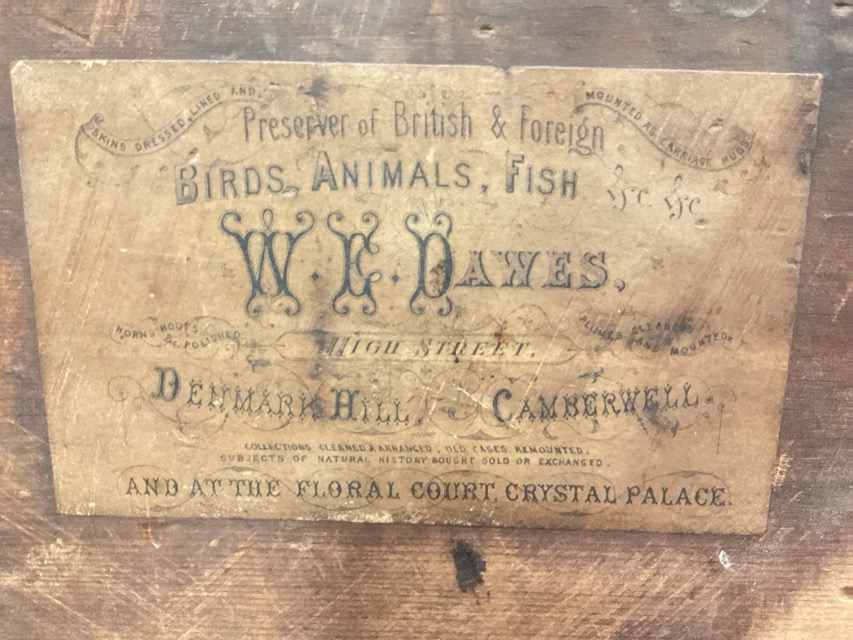 SKINS DRESSED, LINED AND
MOUNTED AS CARRIAGE RUGS
Preserver of British & Foreign
BIRDS, ANIMALS, FISH &c. &c.
W. E. DAWES,
HORNS HOOFS
&c. POLISHED
HIGH STREET,
PLUMES CLEANED
AND MOUNTED
DENMARK HILL, CAMBERWELL.
COLLECTIONS CLEANED & ARRANGED, OLD CASES REMOUNTED.
SUBJECTS OF NATURAL HISTORY BOUGHT SOLD OR EXCHANGED.
AND AT THE FLORAL COURT, CRYSTAL PALACE.